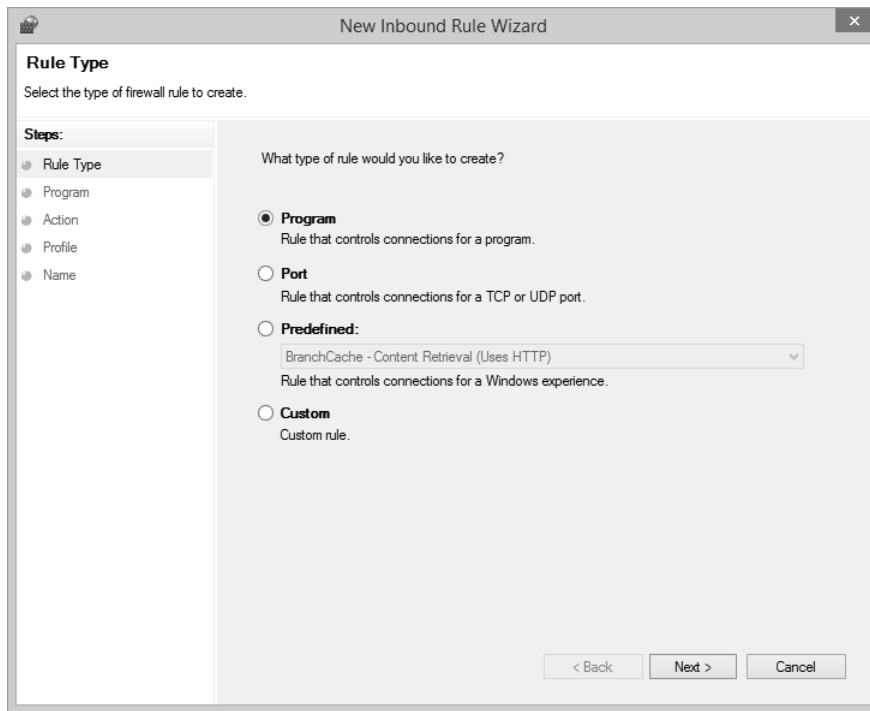 New Inbound Rule Wizard
Rule Type
Select the type of firewall rule to create.
Steps:
Rule Type
Program
Action
Profile
Name
What type of rule would you like to create?
Program
Rule that controls connections for a program.
Port
Rule that controls connections for a TCP or UDP port.
Predefined:
BranchCache - Content Retrieval (Uses HTTP)
Rule that controls connections for a Windows experience.
Custom
Custom rule.
< Back Next > Cancel